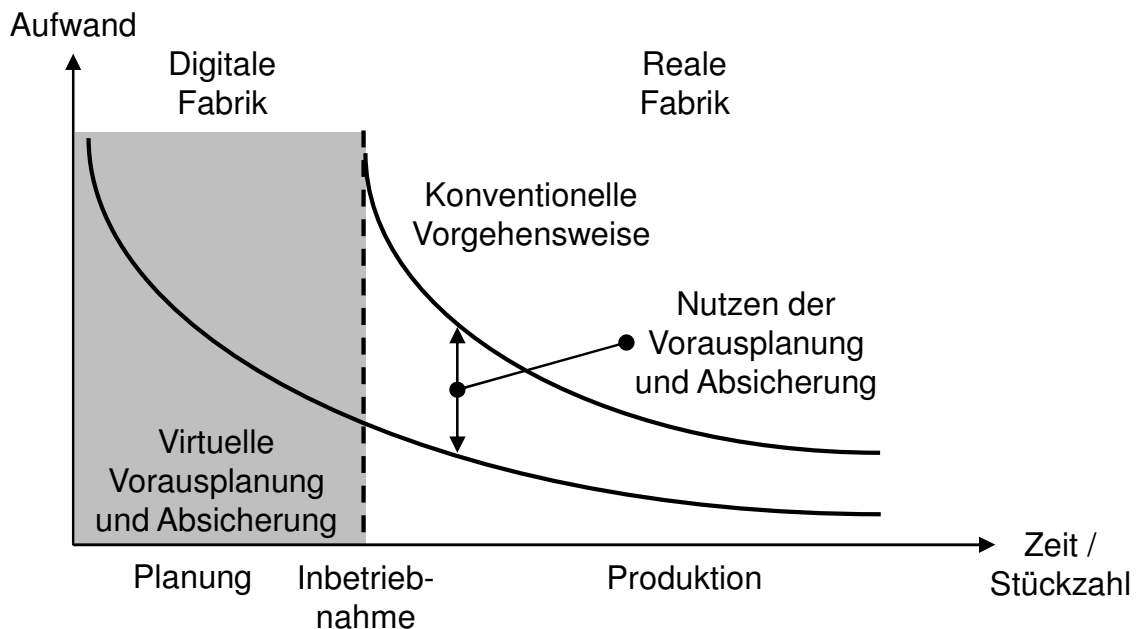 Aufwand
Digitale
Fabrik
Reale
Fabrik
Konventionelle
Vorgehensweise
Nutzen der
Vorausplanung
und Absicherung
Virtuelle
Vorausplanung
und Absicherung
Zeit /
Stückzahl
Planung
Inbetrieb-
nahme
Produktion